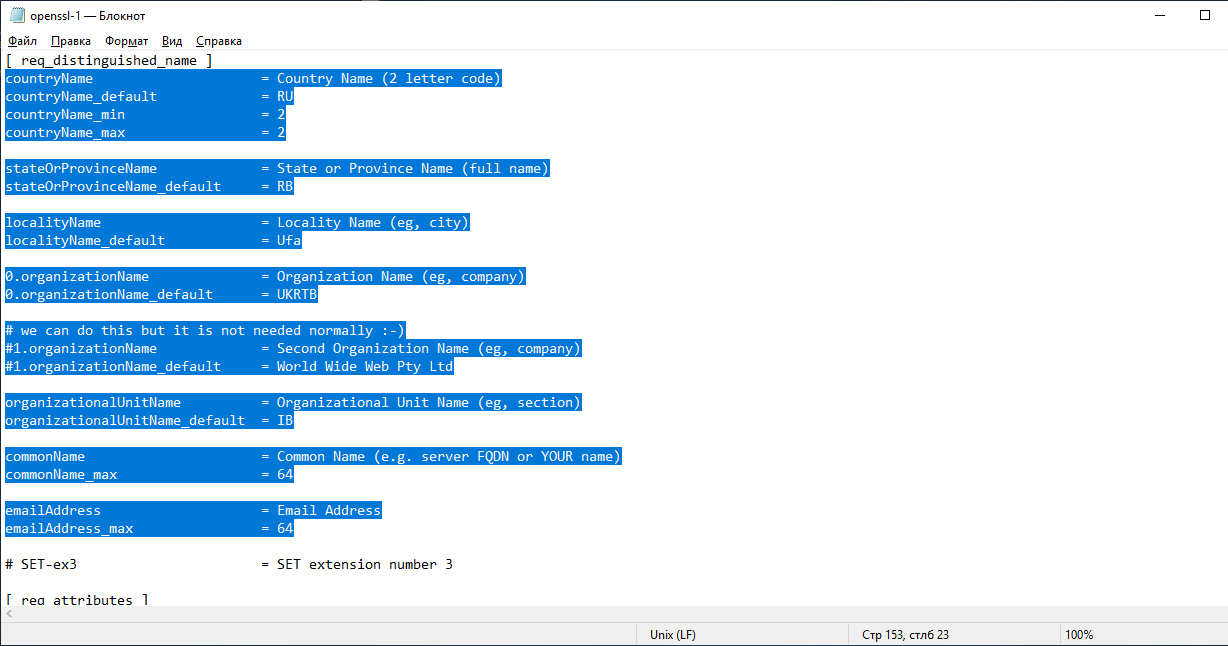 openssl-1 — Блокнот
Файл Правка Формат Вид Справка
[ req_distinguished_name ]
countryName = Country Name (2 letter code)
countryName_default = RU
countryName_min = 2
countryName_max = 2
stateOrProvinceName = State or Province Name (full name)
stateOrProvinceName_default = RB
localityName = Locality Name (eg, city)
localityName_default = Ufa
0.organizationName = Organization Name (eg, company)
0.organizationName_default = UKRTB
# we can do this but it is not needed normally :-)
#1.organizationName = Second Organization Name (eg, company)
#1.organizationName_default = World Wide Web Pty Ltd
organizationalUnitName = Organizational Unit Name (eg, section)
organizationalUnitName_default = IB
commonName = Common Name (e.g. server FQDN or YOUR name)
commonName_max = 64
emailAddress = Email Address
emailAddress_max = 64
# SET-ex3 = SET extension number 3
[ req_attributes ]
Unix (LF) Стр 153, стлб 23 100%